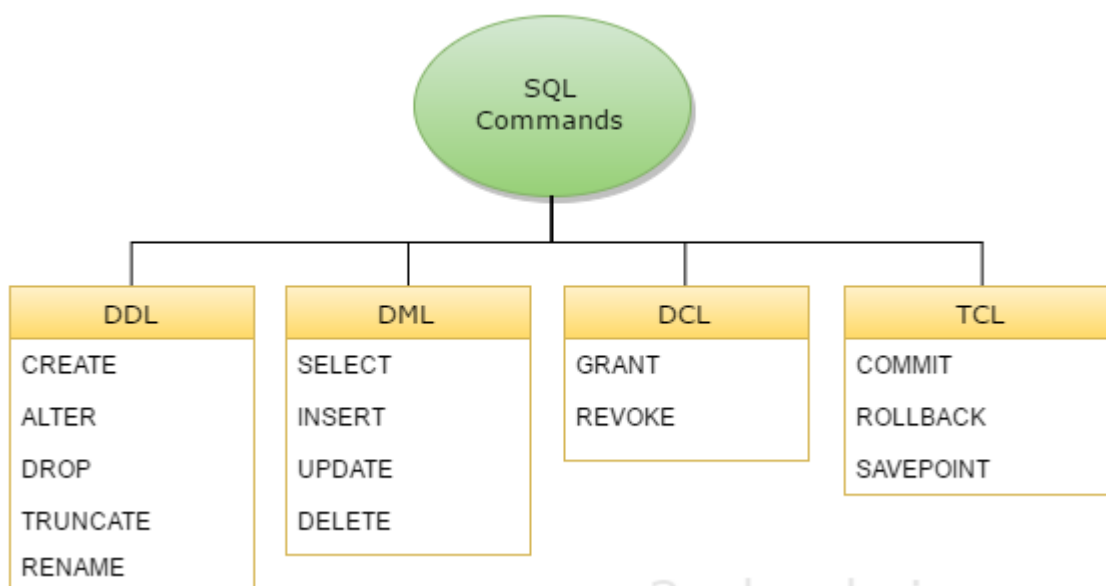 SQL
Commands
DDL
CREATE
ALTER
DROP
TRUNCATE
RENAME
DML
SELECT
INSERT
UPDATE
DELETE
DCL
GRANT
REVOKE
TCL
COMMIT
ROLLBACK
SAVEPOINT